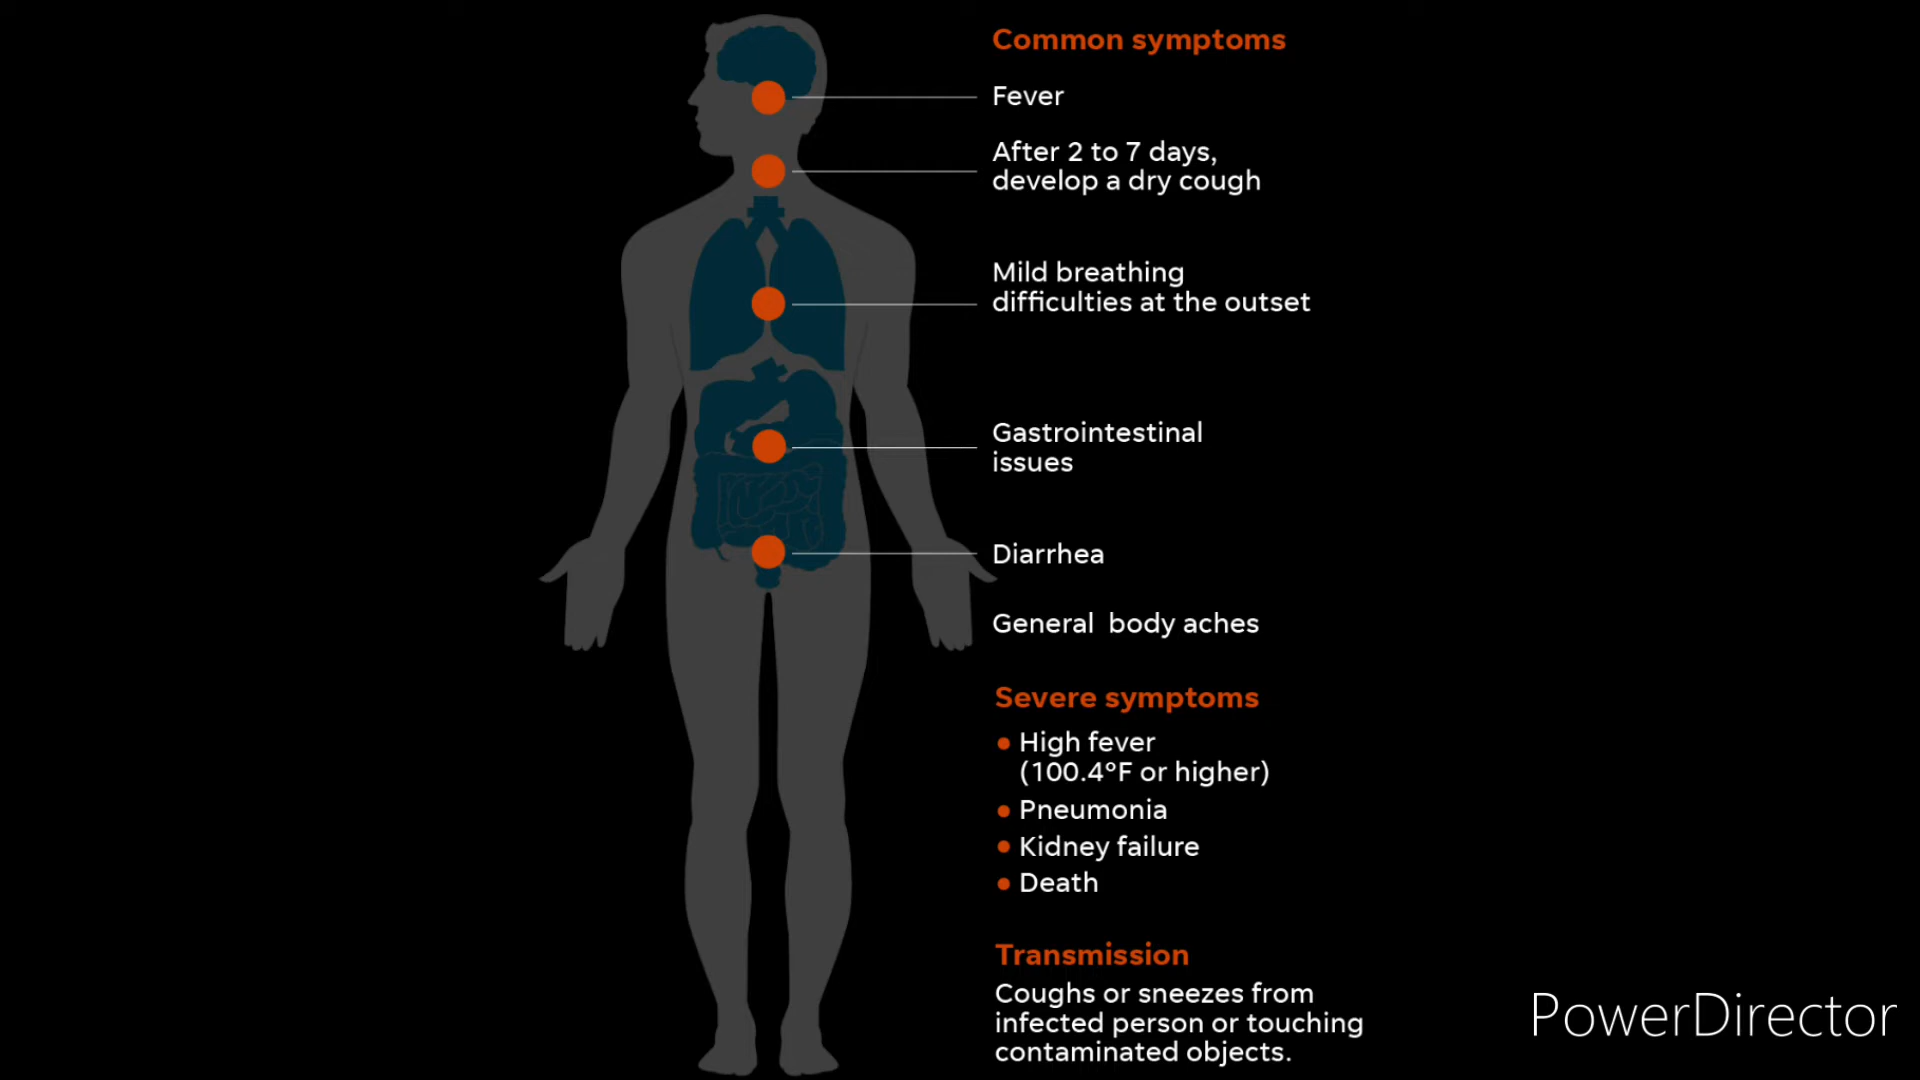 Common symptoms
Fever
After 2 to 7 days,
develop a dry cough
Mild breathing
difficulties at the outset
Gastrointestinal
issues
Diarrhea
General  body aches
Severe symptoms
• High fever
(100.4°F or higher)
• Pneumonia
• Kidney failure
• Death
Transmission
Coughs or sneezes from
infected person or touching
contaminated objects.
PowerDirector